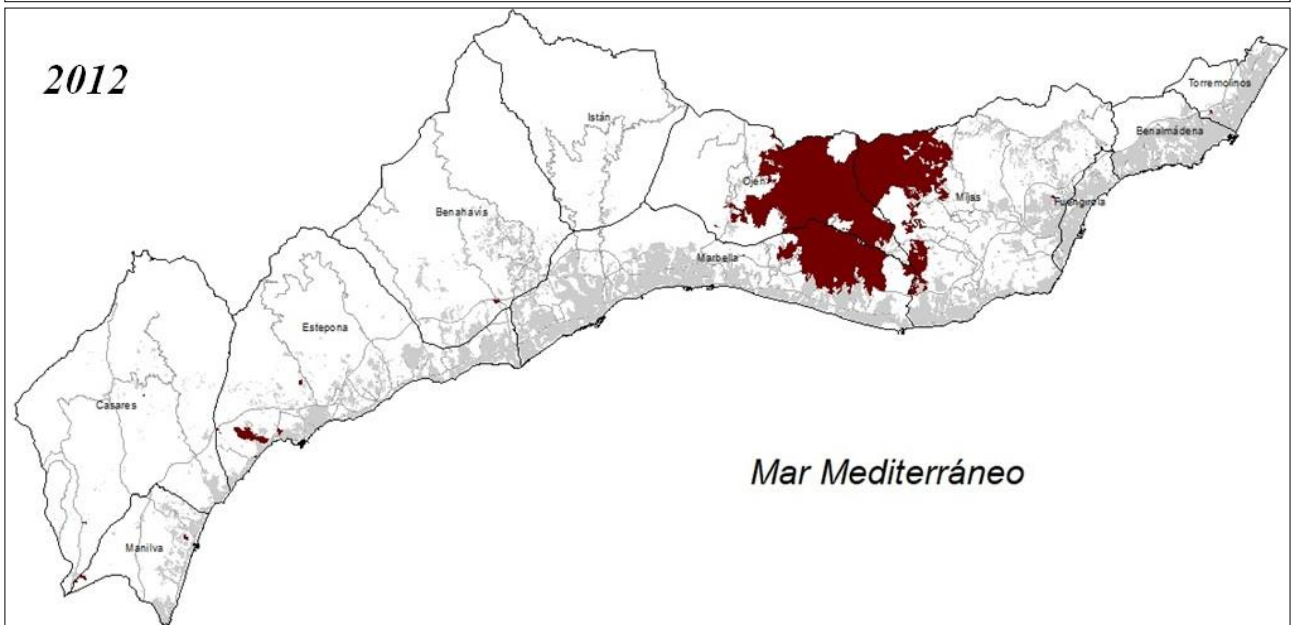 2012
Torremolinos
Istán
Benalmádena
Ojén
Mijas
Fuengirola
Benahavís
Marbella
Estepona
Casares
Mar Mediterráneo
Manilva